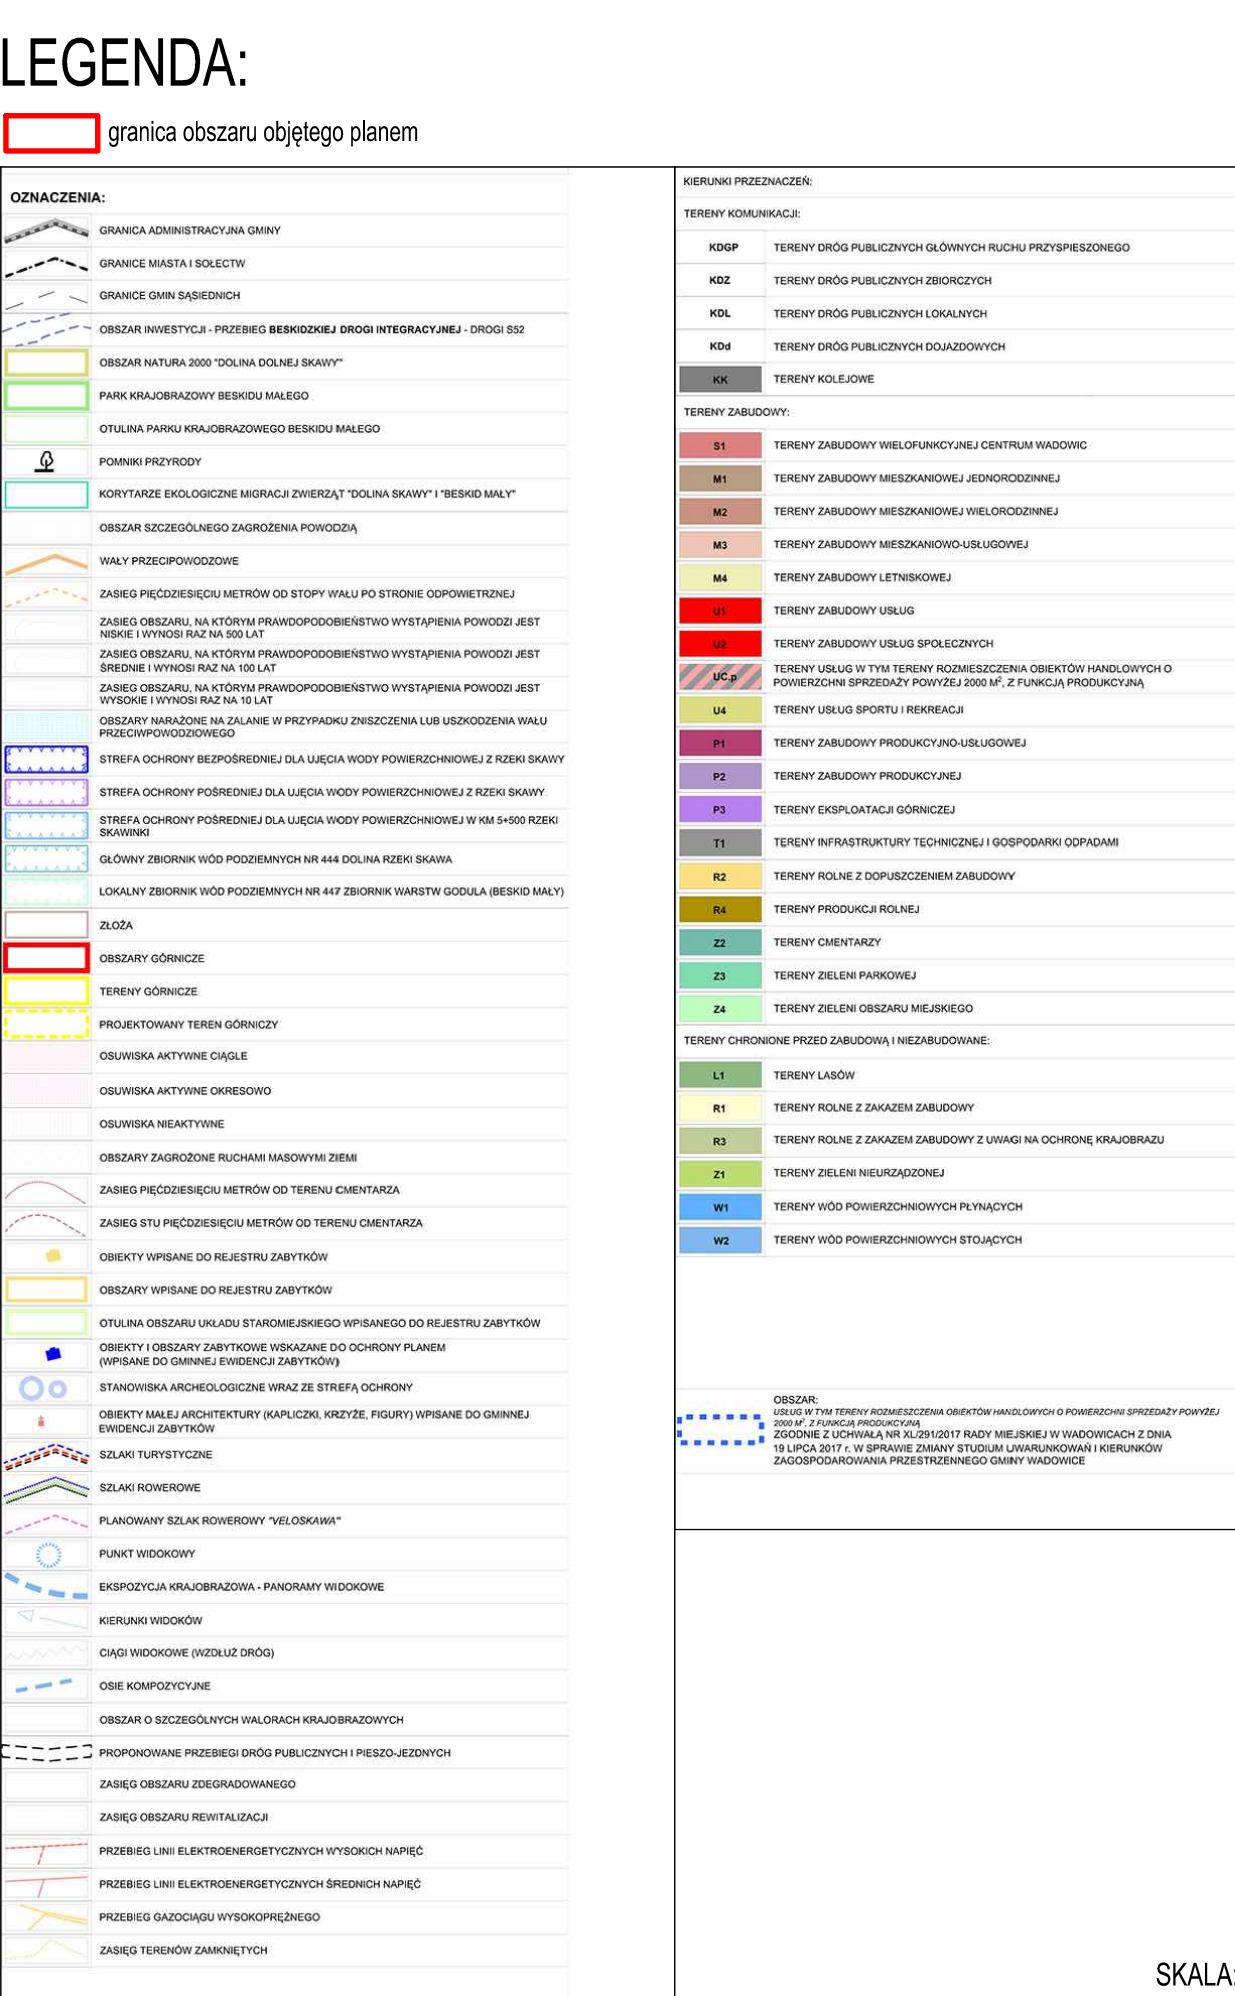 LEGENDA:
granica obszaru objętego planem
OZNACZENIA:
GRANICA ADMINISTRACYJNA GMINY
GRANICE MIASTA I SOŁECTW
GRANICE GMIN SĄSIEDNICH
OBSZAR INWESTYCJI - PRZEBIEG BESKIDZKIEJ DROGI INTEGRACYJNEJ - DROGI S52
OBSZAR NATURA 2000 "DOLINA DOLNEJ SKAWY"
PARK KRAJOBRAZOWY BESKIDU MAŁEGO
OTULINA PARKU KRAJOBRAZOWEGO BESKIDU MAŁEGO
POMNIKI PRZYRODY
KORYTARZE EKOLOGICZNE MIGRACJI ZWIERZĄT "DOLINA SKAWY" I "BESKID MAŁY"
OBSZAR SZCZEGÓLNEGO ZAGROŻENIA POWODZIĄ
WAŁY PRZECIPOWODZOWE
ZASIEG PIĘĆDZIESIĘCIU METRÓW OD STOPY WAŁU PO STRONIE ODPOWIETRZNEJ
ZASIEG OBSZARU, NA KTÓRYM PRAWDOPODOBIEŃSTWO WYSTĄPIENIA POWODZI JEST
NISKIE I WYNOSI RAZ NA 500 LAT
ZASIEG OBSZARU, NA KTÓRYM PRAWDOPODOBIEŃSTWO WYSTĄPIENIA POWODZI JEST
ŚREDNIE I WYNOSI RAZ NA 100 LAT
ZASIEG OBSZARU, NA KTÓRYM PRAWDOPODOBIEŃSTWO WYSTĄPIENIA POWODZI JEST
WYSOKIE I WYNOSI RAZ NA 10 LAT
OBSZARY NARAŻONE NA ZALANIE W PRZYPADKU ZNISZCZENIA LUB USZKODZENIA WAŁU
PRZECIWPOWODZIOWEGO
STREFA OCHRONY BEZPOŚREDNIEJ DLA UJĘCIA WODY POWIERZCHNIOWEJ Z RZEKI SKAWY
STREFA OCHRONY POŚREDNIEJ DLA UJĘCIA WODY POWIERZCHNIOWEJ Z RZEKI SKAWY
STREFA OCHRONY POŚREDNIEJ DLA UJĘCIA WODY POWIERZCHNIOWEJ W KM 5+500 RZEKI
SKAWINKI
GŁÓWNY ZBIORNIK WÓD PODZIEMNYCH NR 444 DOLINA RZEKI SKAWA
LOKALNY ZBIORNIK WÓD PODZIEMNYCH NR 447 ZBIORNIK WARSTW GODULA (BESKID MAŁY)
ZŁOŻA
OBSZARY GÓRNICZE
TERENY GÓRNICZE
PROJEKTOWANY TEREN GÓRNICZY
OSUWISKA AKTYWNE CIĄGLE
OSUWISKA AKTYWNE OKRESOWO
OSUWISKA NIEAKTYWNE
OBSZARY ZAGROŻONE RUCHAMI MASOWYMI ZIEMI
ZASIEG PIĘĆDZIESIĘCIU METRÓW OD TERENU CMENTARZA
ZASIEG STU PIĘĆDZIESIĘCIU METRÓW OD TERENU CMENTARZA
OBIEKTY WPISANE DO REJESTRU ZABYTKÓW
OBSZARY WPISANE DO REJESTRU ZABYTKÓW
OTULINA OBSZARU UKŁADU STAROMIEJSKIEGO WPISANEGO DO REJESTRU ZABYTKÓW
OBIEKTY I OBSZARY ZABYTKOWE WSKAZANE DO OCHRONY PLANEM
(WPISANE DO GMINNEJ EWIDENCJI ZABYTKÓW)
STANOWISKA ARCHEOLOGICZNE WRAZ ZE STREFĄ OCHRONY
OBIEKTY MAŁEJ ARCHITEKTURY (KAPLICZKI, KRZYŻE, FIGURY) WPISANE DO GMINNEJ
EWIDENCJI ZABYTKÓW
SZLAKI TURYSTYCZNE
SZLAKI ROWEROWE
PLANOWANY SZLAK ROWEROWY "VELOSKAWA"
PUNKT WIDOKOWY
EKSPOZYCJA KRAJOBRAZOWA - PANORAMY WIDOKOWE
KIERUNKI WIDOKÓW
CIĄGI WIDOKOWE (WZDŁUŻ DRÓG)
OSIE KOMPOZYCYJNE
OBSZAR O SZCZEGÓLNYCH WALORACH KRAJOBRAZOWYCH
PROPONOWANE PRZEBIEGI DRÓG PUBLICZNYCH I PIESZO-JEZDNYCH
ZASIĘG OBSZARU ZDEGRADOWANEGO
ZASIĘG OBSZARU REWITALIZACJI
PRZEBIEG LINII ELEKTROENERGETYCZNYCH WYSOKICH NAPIĘĆ
PRZEBIEG LINII ELEKTROENERGETYCZNYCH ŚREDNICH NAPIĘĆ
PRZEBIEG GAZOCIĄGU WYSOKOPRĘŻNEGO
ZASIĘG TERENÓW ZAMKNIĘTYCH
KIERUNKI PRZEZNACZEŃ:
TERENY KOMUNIKACJI:
KDGP TERENY DRÓG PUBLICZNYCH GŁÓWNYCH RUCHU PRZYSPIESZONEGO
KDZ TERENY DRÓG PUBLICZNYCH ZBIORCZYCH
KDL TERENY DRÓG PUBLICZNYCH LOKALNYCH
KDd TERENY DRÓG PUBLICZNYCH DOJAZDOWYCH
KK TERENY KOLEJOWE
TERENY ZABUDOWY:
S1 TERENY ZABUDOWY WIELOFUNKCYJNEJ CENTRUM WADOWIC
M1 TERENY ZABUDOWY MIESZKANIOWEJ JEDNORODZINNEJ
M2 TERENY ZABUDOWY MIESZKANIOWEJ WIELORODZINNEJ
M3 TERENY ZABUDOWY MIESZKANIOWO-USŁUGOWEJ
M4 TERENY ZABUDOWY LETNISKOWEJ
U1 TERENY ZABUDOWY USŁUG
U2 TERENY ZABUDOWY USŁUG SPOŁECZNYCH
UC.p TERENY USŁUG W TYM TERENY ROZMIESZCZENIA OBIEKTÓW HANDLOWYCH O
POWIERZCHNI SPRZEDAŻY POWYŻEJ 2000 M², Z FUNKCJĄ PRODUKCYJNĄ
U4 TERENY USŁUG SPORTU I REKREACJI
P1 TERENY ZABUDOWY PRODUKCYJNO-USŁUGOWEJ
P2 TERENY ZABUDOWY PRODUKCYJNEJ
P3 TERENY EKSPLOATACJI GÓRNICZEJ
T1 TERENY INFRASTRUKTURY TECHNICZNEJ I GOSPODARKI ODPADAMI
R2 TERENY ROLNE Z DOPUSZCZENIEM ZABUDOWY
R4 TERENY PRODUKCJI ROLNEJ
Z2 TERENY CMENTARZY
Z3 TERENY ZIELENI PARKOWEJ
Z4 TERENY ZIELENI OBSZARU MIEJSKIEGO
TERENY CHRONIONE PRZED ZABUDOWĄ I NIEZABUDOWANE:
L1 TERENY LASÓW
R1 TERENY ROLNE Z ZAKAZEM ZABUDOWY
R3 TERENY ROLNE Z ZAKAZEM ZABUDOWY Z UWAGI NA OCHRONĘ KRAJOBRAZU
Z1 TERENY ZIELENI NIEURZĄDZONEJ
W1 TERENY WÓD POWIERZCHNIOWYCH PŁYNĄCYCH
W2 TERENY WÓD POWIERZCHNIOWYCH STOJĄCYCH
OBSZAR:
USŁUG W TYM TERENY ROZMIESZCZENIA OBIEKTÓW HANDLOWYCH O POWIERZCHNI SPRZEDAŻY POWYŻEJ
2000 M², Z FUNKCJĄ PRODUKCYJNĄ
ZGODNIE Z UCHWAŁĄ NR XL/291/2017 RADY MIEJSKIEJ W WADOWICACH Z DNIA
19 LIPCA 2017 r. W SPRAWIE ZMIANY STUDIUM UWARUNKOWAŃ I KIERUNKÓW
ZAGOSPODAROWANIA PRZESTRZENNEGO GMINY WADOWICE
SKALA: